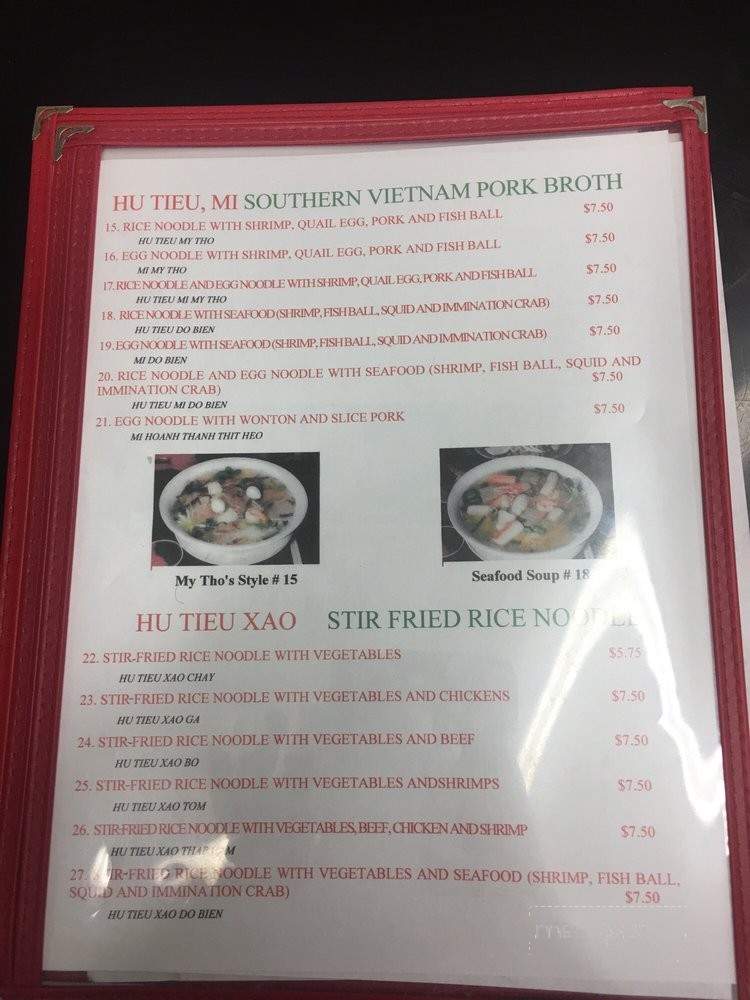 HU TIEU, MI SOUTHERN VIETNAM PORK BROTH
15. RICE NOODLE WITH SHRIMP, QUAIL EGG, PORK AND FISH BALL $7.50
HU TIEU MY THO
16. EGG NOODLE WITH SHRIMP, QUAIL EGG, PORK AND FISH BALL $7.50
MI MY THO
17. RICE NOODLE AND EGG NOODLE WITH SHRIMP, QUAIL EGG, PORK AND FISH BALL $7.50
HU TIEU MI MY THO
18. RICE NOODLE WITH SEAFOOD (SHRIMP, FISH BALL, SQUID AND IMMINATION CRAB) $7.50
HU TIEU DO BIEN
19. EGG NOODLE WITH SEAFOOD (SHRIMP, FISH BALL, SQUID AND IMMINATION CRAB) $7.50
MI DO BIEN
20. RICE NOODLE AND EGG NOODLE WITH SEAFOOD (SHRIMP, FISH BALL, SQUID AND
IMMINATION CRAB) $7.50
HU TIEU MI DO BIEN
21. EGG NOODLE WITH WONTON AND SLICE PORK $7.50
MI HOANH THANH THIT HEO
My Tho's Style # 15
Seafood Soup # 18
HU TIEU XAO STIR FRIED RICE NOODLE
22. STIR-FRIED RICE NOODLE WITH VEGETABLES $5.75
HU TIEU XAO CHAY
23. STIR-FRIED RICE NOODLE WITH VEGETABLES AND CHICKENS $7.50
HU TIEU XAO GA
24. STIR-FRIED RICE NOODLE WITH VEGETABLES AND BEEF $7.50
HU TIEU XAO BO
25. STIR-FRIED RICE NOODLE WITH VEGETABLES ANDSHRIMPS $7.50
HU TIEU XAO TOM
26. STIR-FRIED RICE NOODLE WITH VEGETABLES, BEEF, CHICKEN AND SHRIMP $7.50
HU TIEU XAO
27. STIR-FRIED RICE NOODLE WITH VEGETABLES AND SEAFOOD (SHRIMP, FISH BALL,
SQUID AND IMMINATION CRAB) $7.50
HU TIEU XAO DO BIEN